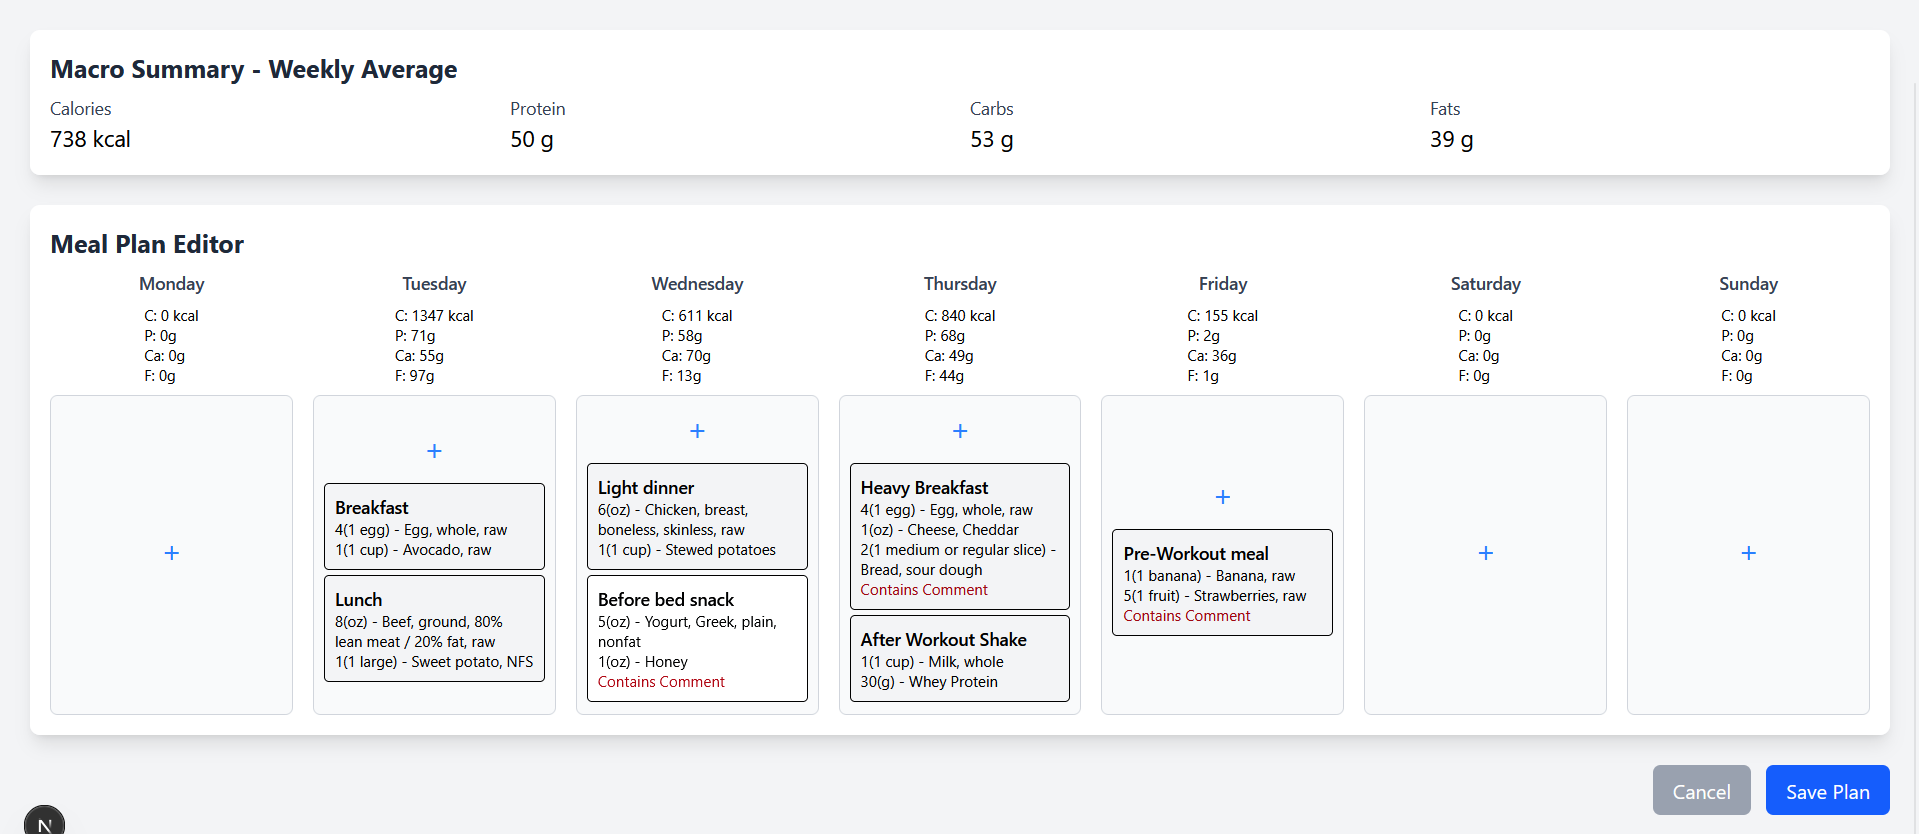 Macro Summary - Weekly Average
Calories
738 kcal
Protein
50 g
Carbs
53 g
Fats
39 g
Meal Plan Editor
Monday
C: 0 kcal
P: 0g
Ca: 0g
F: 0g
+
Tuesday
C: 1347 kcal
P: 71g
Ca: 55g
F: 97g
+
Breakfast
4(1 egg) - Egg, whole, raw
1(1 cup) - Avocado, raw
Lunch
8(oz) - Beef, ground, 80%
lean meat / 20% fat, raw
1(1 large) - Sweet potato, NFS
Wednesday
C: 611 kcal
P: 58g
Ca: 70g
F: 13g
+
Light dinner
6(oz) - Chicken, breast,
boneless, skinless, raw
1(1 cup) - Stewed potatoes
Before bed snack
5(oz) - Yogurt, Greek, plain,
nonfat
1(oz) - Honey
Contains Comment
Thursday
C: 840 kcal
P: 68g
Ca: 49g
F: 44g
+
Heavy Breakfast
4(1 egg) - Egg, whole, raw
1(oz) - Cheese, Cheddar
2(1 medium or regular slice) -
Bread, sour dough
Contains Comment
After Workout Shake
1(1 cup) - Milk, whole
30(g) - Whey Protein
Friday
C: 155 kcal
P: 2g
Ca: 36g
F: 1g
+
Pre-Workout meal
1(1 banana) - Banana, raw
5(1 fruit) - Strawberries, raw
Contains Comment
Saturday
C: 0 kcal
P: 0g
Ca: 0g
F: 0g
+
Sunday
C: 0 kcal
P: 0g
Ca: 0g
F: 0g
+
Cancel
Save Plan
N